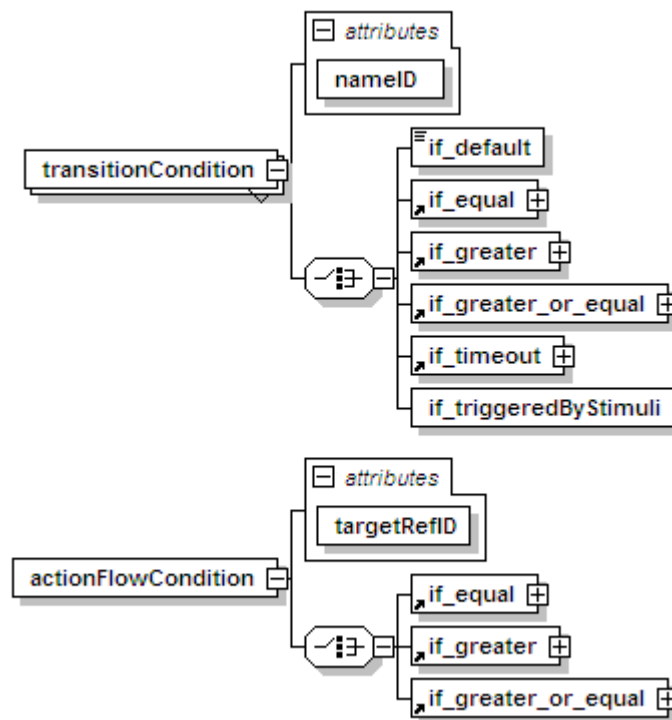 attributes
nameID
transitionCondition
if_default
if_equal
if_greater
if_greater_or_equal
if_timeout
if_triggeredByStimuli
attributes
targetRefID
actionFlowCondition
if_equal
if_greater
if_greater_or_equal